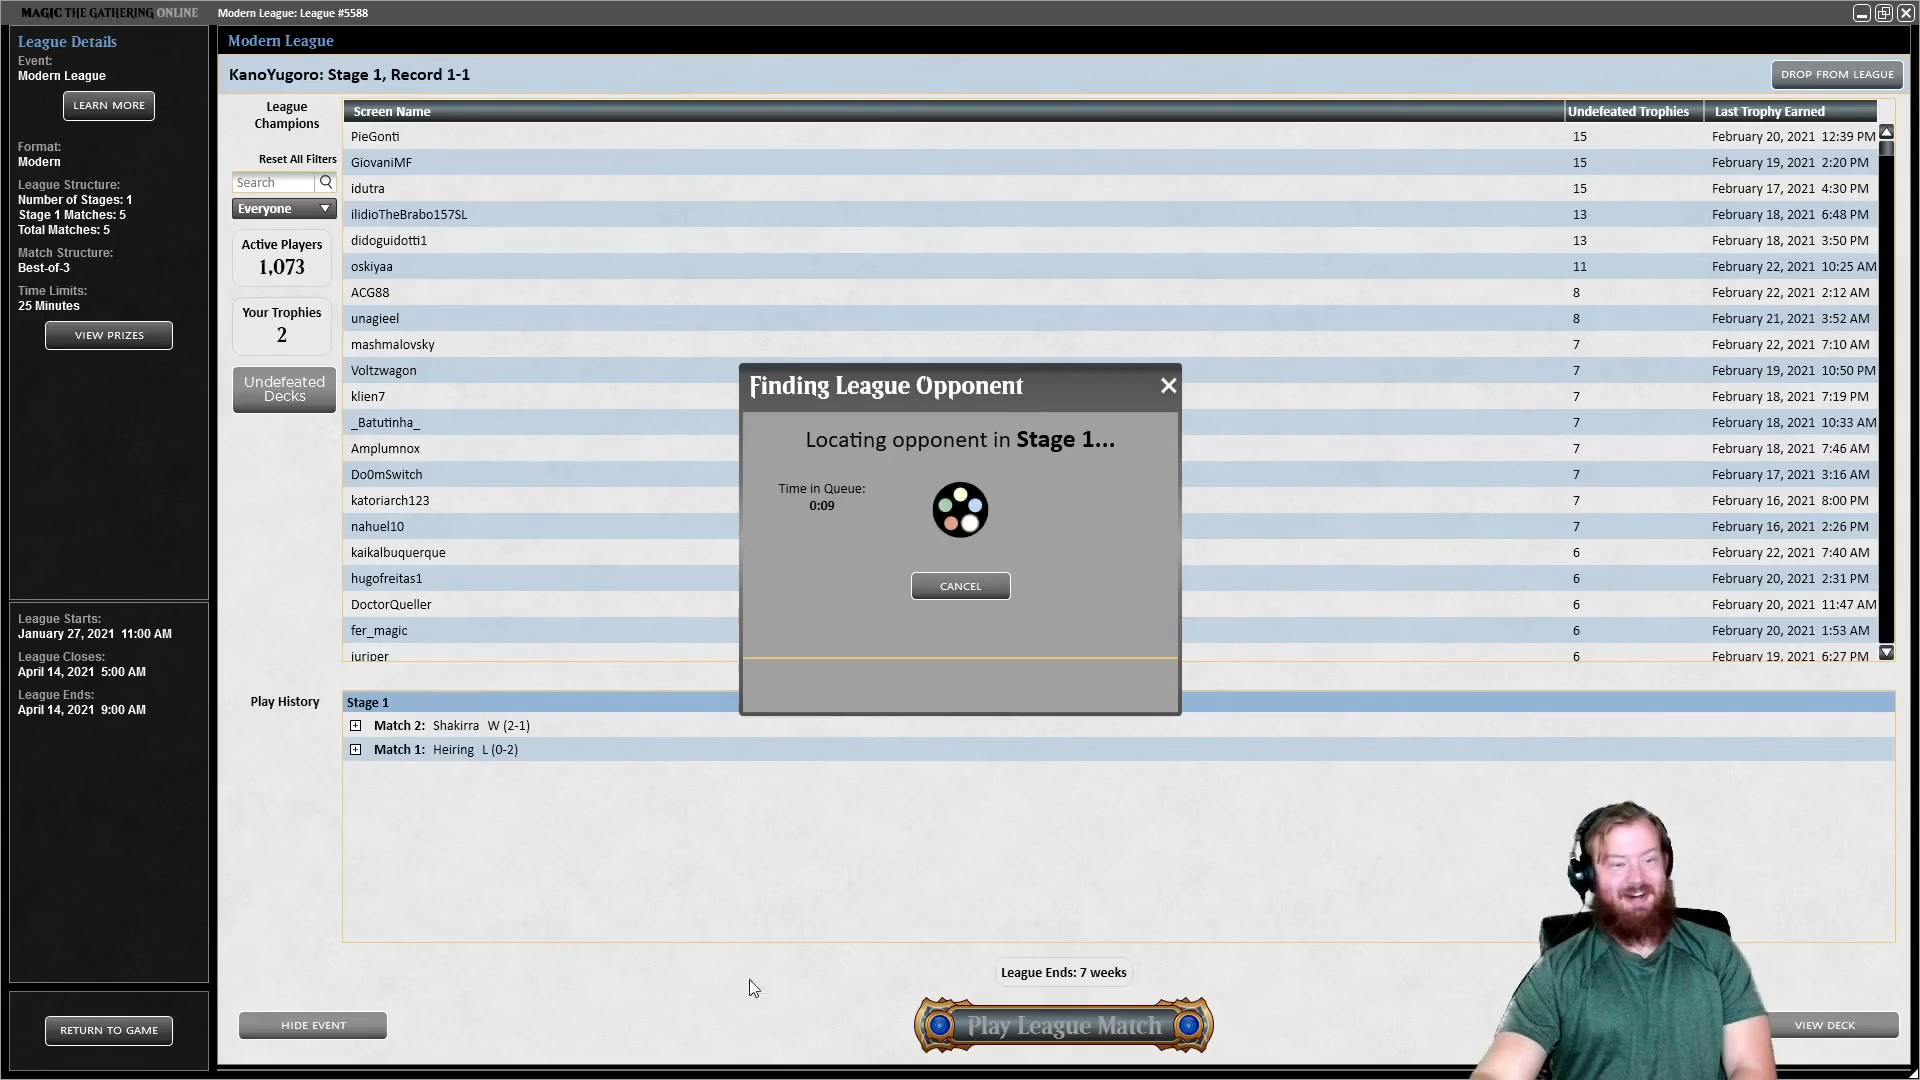 MAGIC THE GATHERING ONLINE
Modern League: League #5588
League Details
Event:
Modern League
LEARN MORE
Format:
Modern
League Structure:
Number of Stages: 1
Stage 1 Matches: 5
Total Matches: 5
Match Structure:
Best-of-3
Time Limits:
25 Minutes
VIEW PRIZES
League Starts:
January 27, 2021 11:00 AM
League Closes:
April 14, 2021 5:00 AM
League Ends:
April 14, 2021 9:00 AM
RETURN TO GAME
Modern League
KanoYugoro: Stage 1, Record 1-1
DROP FROM LEAGUE
League
Champions
Reset All Filters
Search
Everyone
Active Players
1,073
Your Trophies
2
Undefeated
Decks
Screen Name Undefeated Trophies Last Trophy Earned
PieGonti 15 February 20, 2021 12:39 PM
GiovaniMF 15 February 19, 2021 2:20 PM
idutra 15 February 17, 2021 4:30 PM
ilidioTheBrabo157SL 13 February 18, 2021 6:48 PM
didoguidotti1 13 February 18, 2021 3:50 PM
oskiyaa 11 February 22, 2021 10:25 AM
ACG88 8 February 22, 2021 2:12 AM
unagieel 8 February 21, 2021 3:52 AM
mashmalovsky 7 February 22, 2021 7:10 AM
Voltzwagon 7 February 19, 2021 10:50 PM
klien7 7 February 18, 2021 7:19 PM
_Batutinha_ 7 February 18, 2021 10:33 AM
Amplumnox 7 February 18, 2021 7:46 AM
Do0mSwitch 7 February 17, 2021 3:16 AM
katoriarch123 7 February 16, 2021 8:00 PM
nahuel10 7 February 16, 2021 2:26 PM
kaikalbuquerque 6 February 22, 2021 7:40 AM
hugofreitas1 6 February 20, 2021 2:31 PM
DoctorQueller 6 February 20, 2021 11:47 AM
fer_magic 6 February 20, 2021 1:53 AM
iuriper 6 February 19, 2021 6:27 PM
Finding League Opponent
Locating opponent in Stage 1...
Time in Queue:
0:09
CANCEL
Play History
Stage 1
Match 2: Shakirra W (2-1)
Match 1: Heiring L (0-2)
League Ends: 7 weeks
HIDE EVENT
Play League Match
VIEW DECK